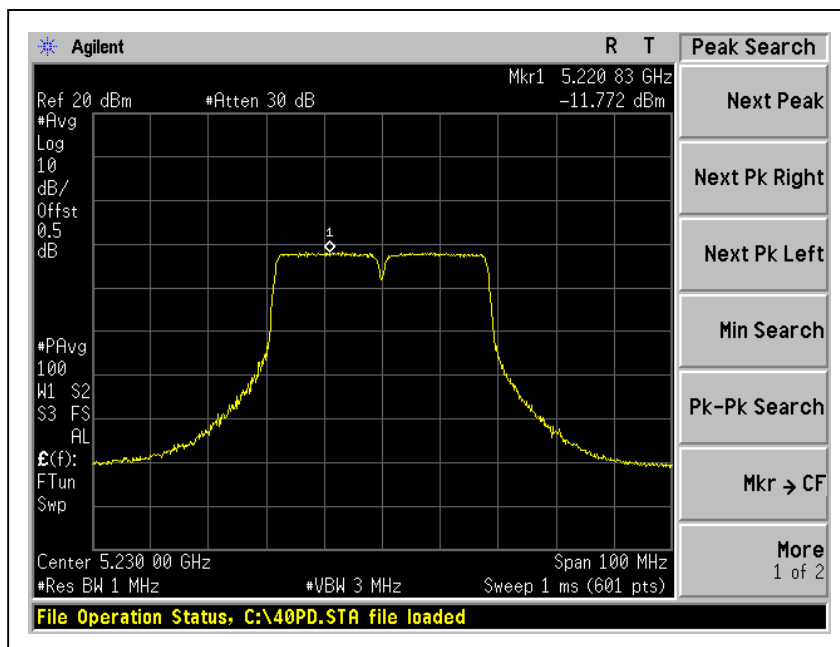 Agilent R T Peak Search
Mkr1 5.220 83 GHz
Ref 20 dBm #Atten 30 dB -11.772 dBm
#Avg
Log
10
dB/
Offst
0.5
dB
1
#PAvg
100
W1 S2
S3 FS
AL
£(f):
FTun
Swp
Center 5.230 00 GHz Span 100 MHz
#Res BW 1 MHz #VBW 3 MHz Sweep 1 ms (601 pts)
File Operation Status, C:\40PD.STA file loaded
Next Peak
Next Pk Right
Next Pk Left
Min Search
Pk-Pk Search
Mkr → CF
More
1 of 2